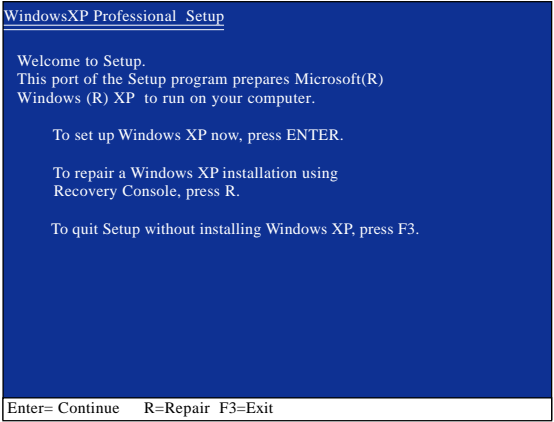 WindowsXP Professional Setup
Welcome to Setup.
This port of the Setup program prepares Microsoft(R)
Windows (R) XP to run on your computer.
To set up Windows XP now, press ENTER.
To repair a Windows XP installation using
Recovery Console, press R.
To quit Setup without installing Windows XP, press F3.
Enter= Continue R=Repair F3=Exit